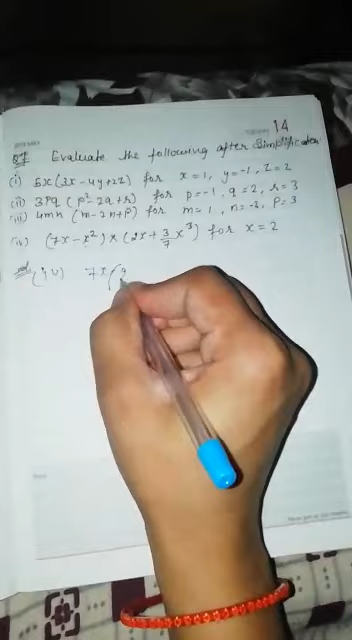 14
Q7 Evaluate the following after simplification:
(i) 5x(3x-4y+2z) for x=1, y=-1, z=2
(ii) 3pq (p²-2q+r) for p=-1, q=2, r=3
(iii) 4mn (m-2n+p) for m=1, n=-2, p=3
(iv) (7x-x²) × (2x+3/7x³) for x=2
(iv) 7x(2